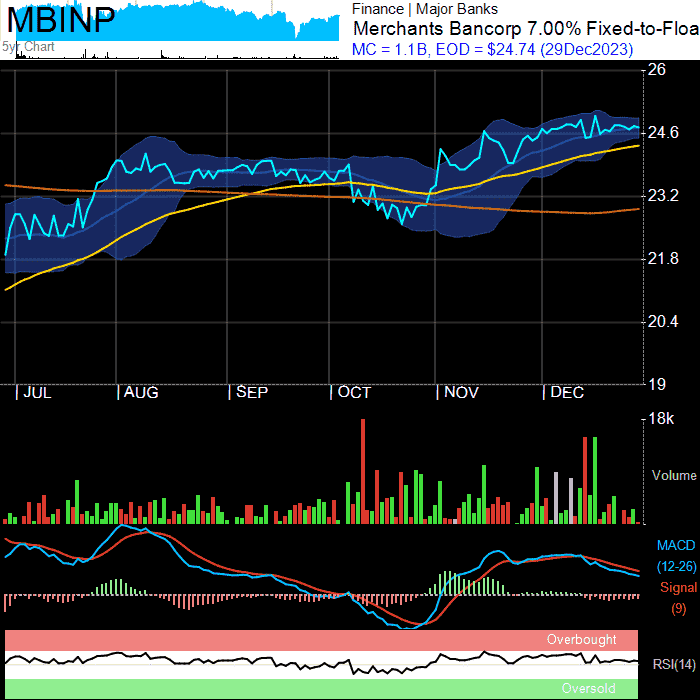 MBINP
5yr Chart
Finance | Major Banks
Merchants Bancorp 7.00% Fixed-to-Floa
MC = 1.1B, EOD = $24.74 (29Dec2023)
26
24.6
23.2
21.8
20.4
19
JUL AUG SEP OCT NOV DEC
18k
Volume
MACD
(12-26)
Signal
(9)
Overbought
RSI(14)
Oversold